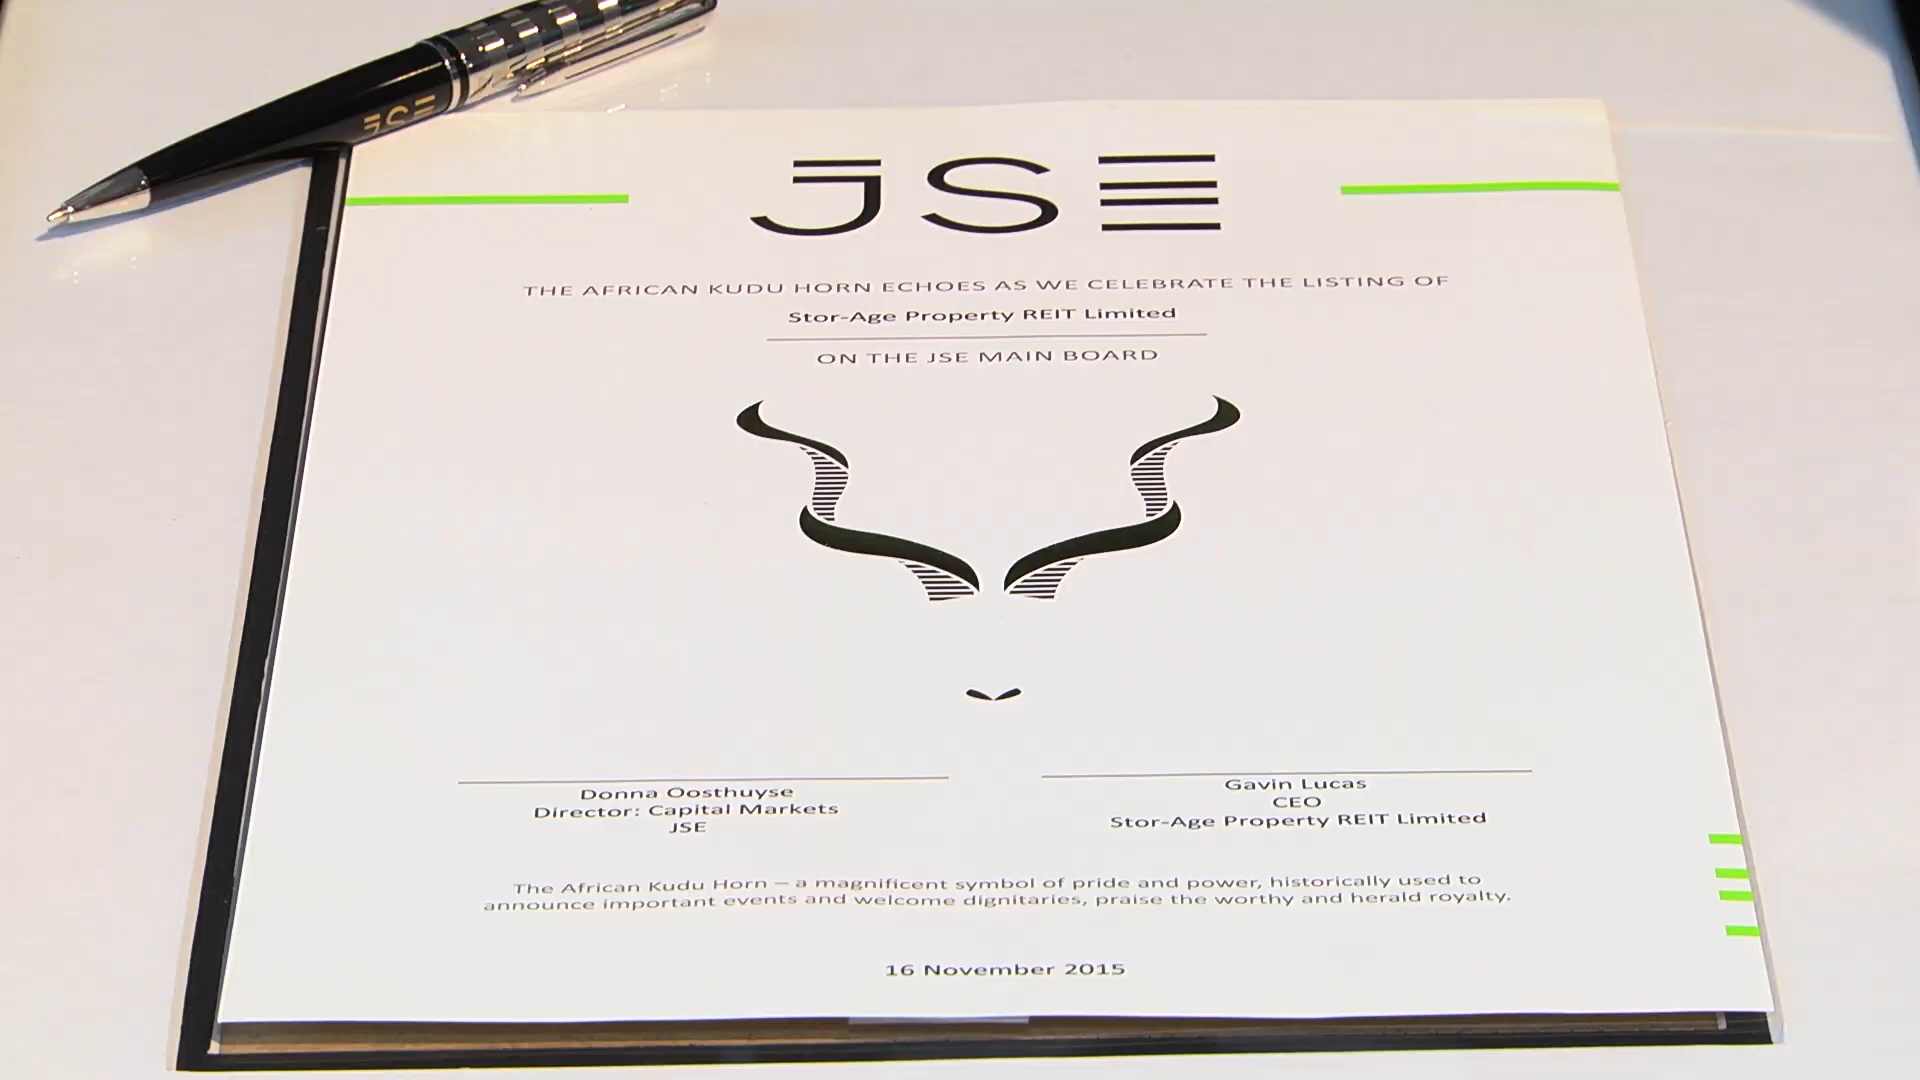 JSE
JSE
THE AFRICAN KUDU HORN ECHOES AS WE CELEBRATE THE LISTING OF
Stor-Age Property REIT Limited
ON THE JSE MAIN BOARD
Donna Oosthuyse
Director: Capital Markets
JSE
Gavin Lucas
CEO
Stor-Age Property REIT Limited
The African Kudu Horn – a magnificent symbol of pride and power, historically used to
announce important events and welcome dignitaries, praise the worthy and herald royalty.
16 November 2015